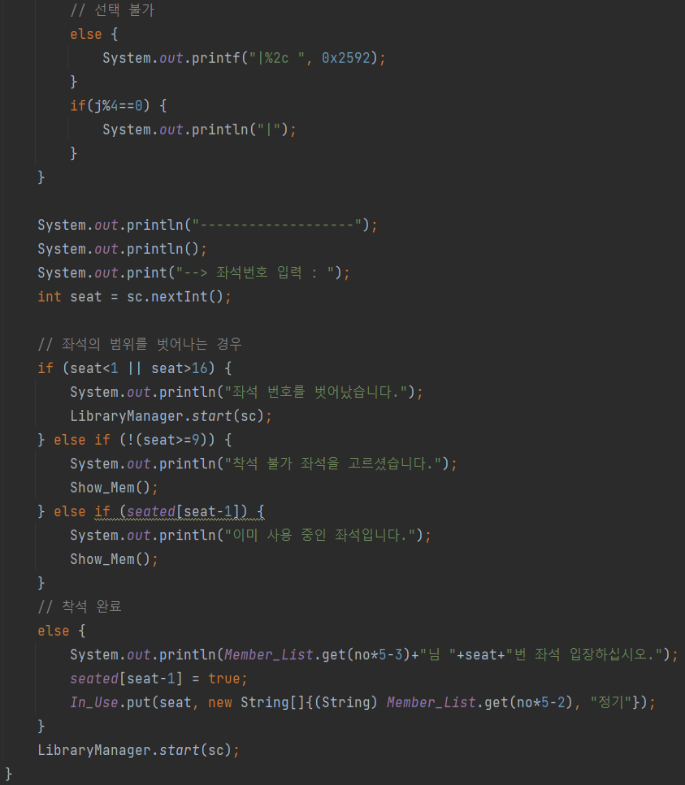 // 선택 불가
else {
System.out.printf("|%2c ", 0x2592);
}
if(j%4==0) {
System.out.println("|");
}
}
System.out.println("-------------------");
System.out.println();
System.out.print("--> 좌석번호 입력 : ");
int seat = sc.nextInt();
// 좌석의 범위를 벗어나는 경우
if (seat<1 || seat>16) {
System.out.println("좌석 번호를 벗어났습니다.");
LibraryManager.start(sc);
} else if (!(seat>=9)) {
System.out.println("착석 불가 좌석을 고르셨습니다.");
Show_Mem();
} else if (seated[seat-1]) {
System.out.println("이미 사용 중인 좌석입니다.");
Show_Mem();
}
// 착석 완료
else {
System.out.println(Member_List.get(no*5-3)+"님 "+seat+"번 좌석 입장하십시오.");
seated[seat-1] = true;
In_Use.put(seat, new String[]{(String) Member_List.get(no*5-2), "정기"});
}
LibraryManager.start(sc);
}